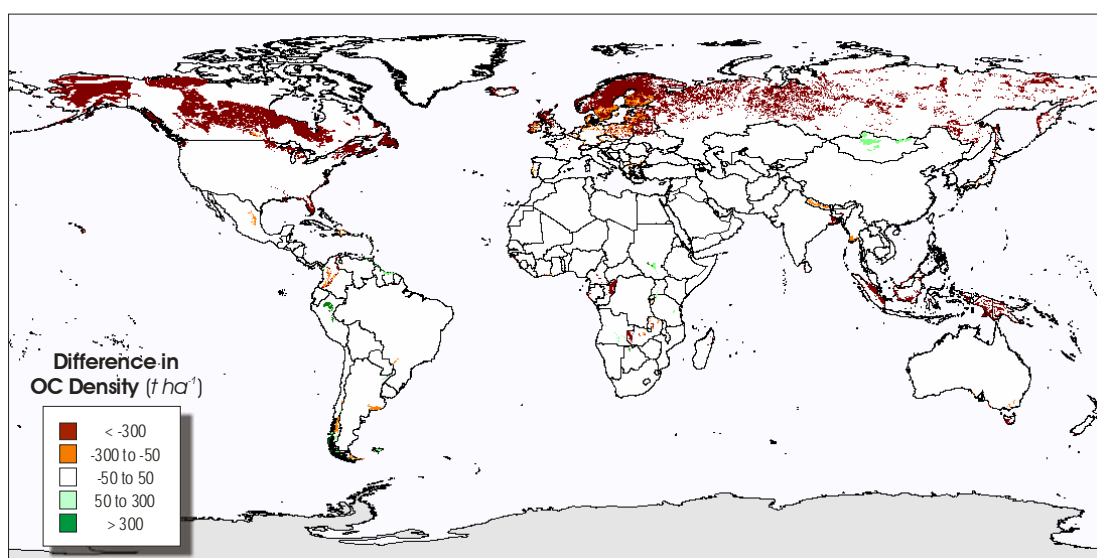 Difference in
OC Density (t ha⁻¹)
< -300
-300 to -50
-50 to 50
50 to 300
> 300